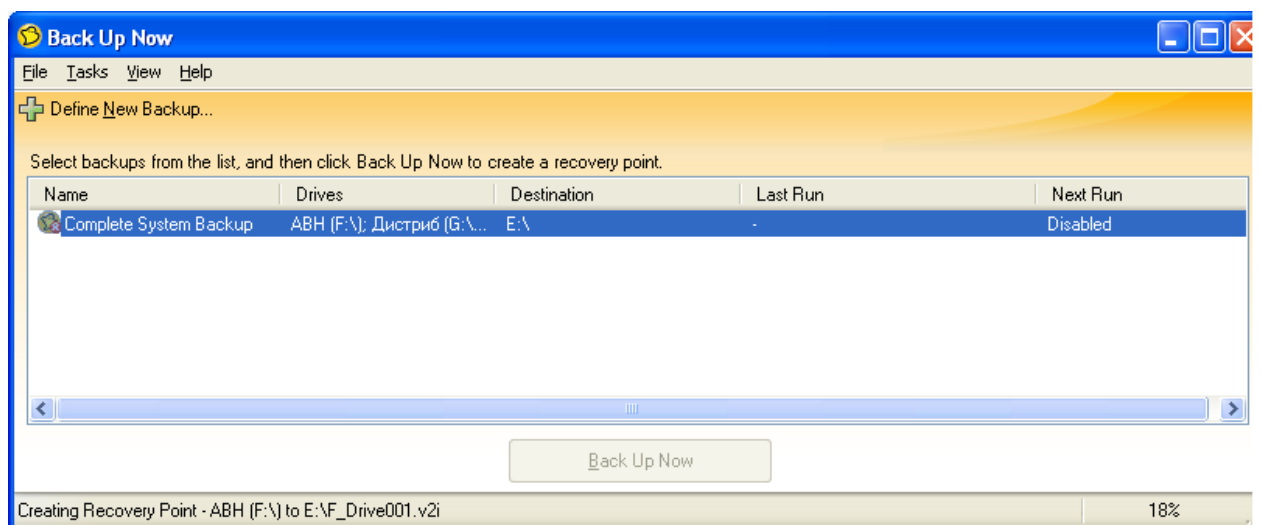 Back Up Now
File Tasks View Help
Define New Backup...
Select backups from the list, and then click Back Up Now to create a recovery point.
Name Drives Destination Last Run Next Run
Complete System Backup ABH (F:\); Дистриб (G:\... E:\ - Disabled
Back Up Now
Creating Recovery Point - ABH (F:\) to E:\F_Drive001.v2i 18%